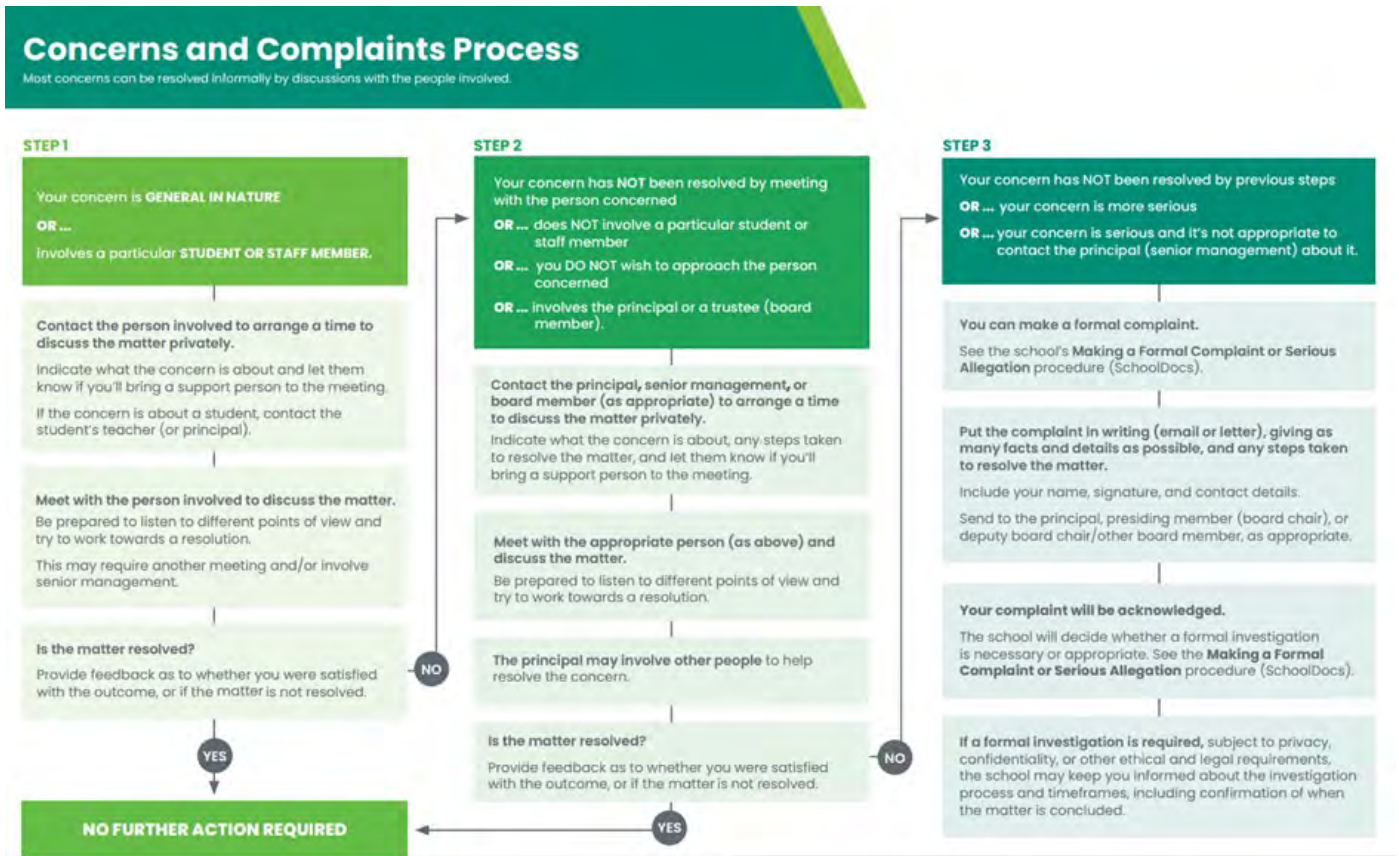 Concerns and Complaints Process
Most concerns can be resolved informally by discussions with the people involved.
STEP 1
Your concern is GENERAL IN NATURE
OR ...
involves a particular STUDENT OR STAFF MEMBER.
Contact the person involved to arrange a time to
discuss the matter privately.
Indicate what the concern is about and let them
know if you'll bring a support person to the meeting.
If the concern is about a student, contact the
student's teacher (or principal).
Meet with the person involved to discuss the matter.
Be prepared to listen to different points of view and
try to work towards a resolution.
This may require another meeting and/or involve
senior management.
Is the matter resolved?
Provide feedback as to whether you were satisfied
with the outcome, or if the matter is not resolved.
NO
YES
NO FURTHER ACTION REQUIRED
STEP 2
Your concern has NOT been resolved by meeting
with the person concerned
OR ... does NOT involve a particular student or
staff member
OR ... you DO NOT wish to approach the person
concerned
OR ... involves the principal or a trustee (board
member).
Contact the principal, senior management, or
board member (as appropriate) to arrange a time
to discuss the matter privately.
Indicate what the concern is about, any steps taken
to resolve the matter, and let them know if you'll
bring a support person to the meeting.
Meet with the appropriate person (as above) and
discuss the matter.
Be prepared to listen to different points of view and
try to work towards a resolution.
The principal may involve other people to help
resolve the concern.
Is the matter resolved?
Provide feedback as to whether you were satisfied
with the outcome, or if the matter is not resolved.
NO
YES
STEP 3
Your concern has NOT been resolved by previous steps
OR ... your concern is more serious
OR ... your concern is serious and it's not appropriate to
contact the principal (senior management) about it.
You can make a formal complaint.
See the school's Making a Formal Complaint or Serious
Allegation procedure (SchoolDocs).
Put the complaint in writing (email or letter), giving as
many facts and details as possible, and any steps taken
to resolve the matter.
Include your name, signature, and contact details.
Send to the principal, presiding member (board chair), or
deputy board chair/other board member, as appropriate.
Your complaint will be acknowledged.
The school will decide whether a formal investigation
is necessary or appropriate. See the Making a Formal
Complaint or Serious Allegation procedure (SchoolDocs).
If a formal investigation is required, subject to privacy,
confidentiality, or other ethical and legal requirements,
the school may keep you informed about the investigation
process and timeframes, including confirmation of when
the matter is concluded.